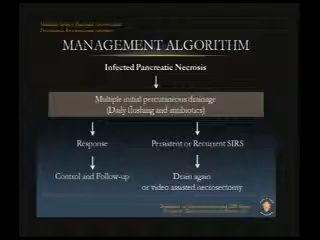 MANAGEMENT ALGORITHM
Infected Pancreatic Necrosis
Multiple initial percutaneous drainage
(Daily flushing and antibiotics)
Response
Persistent or Recurrent SIRS
Control and Follow-up
Drain again
or video assisted necrosectomy